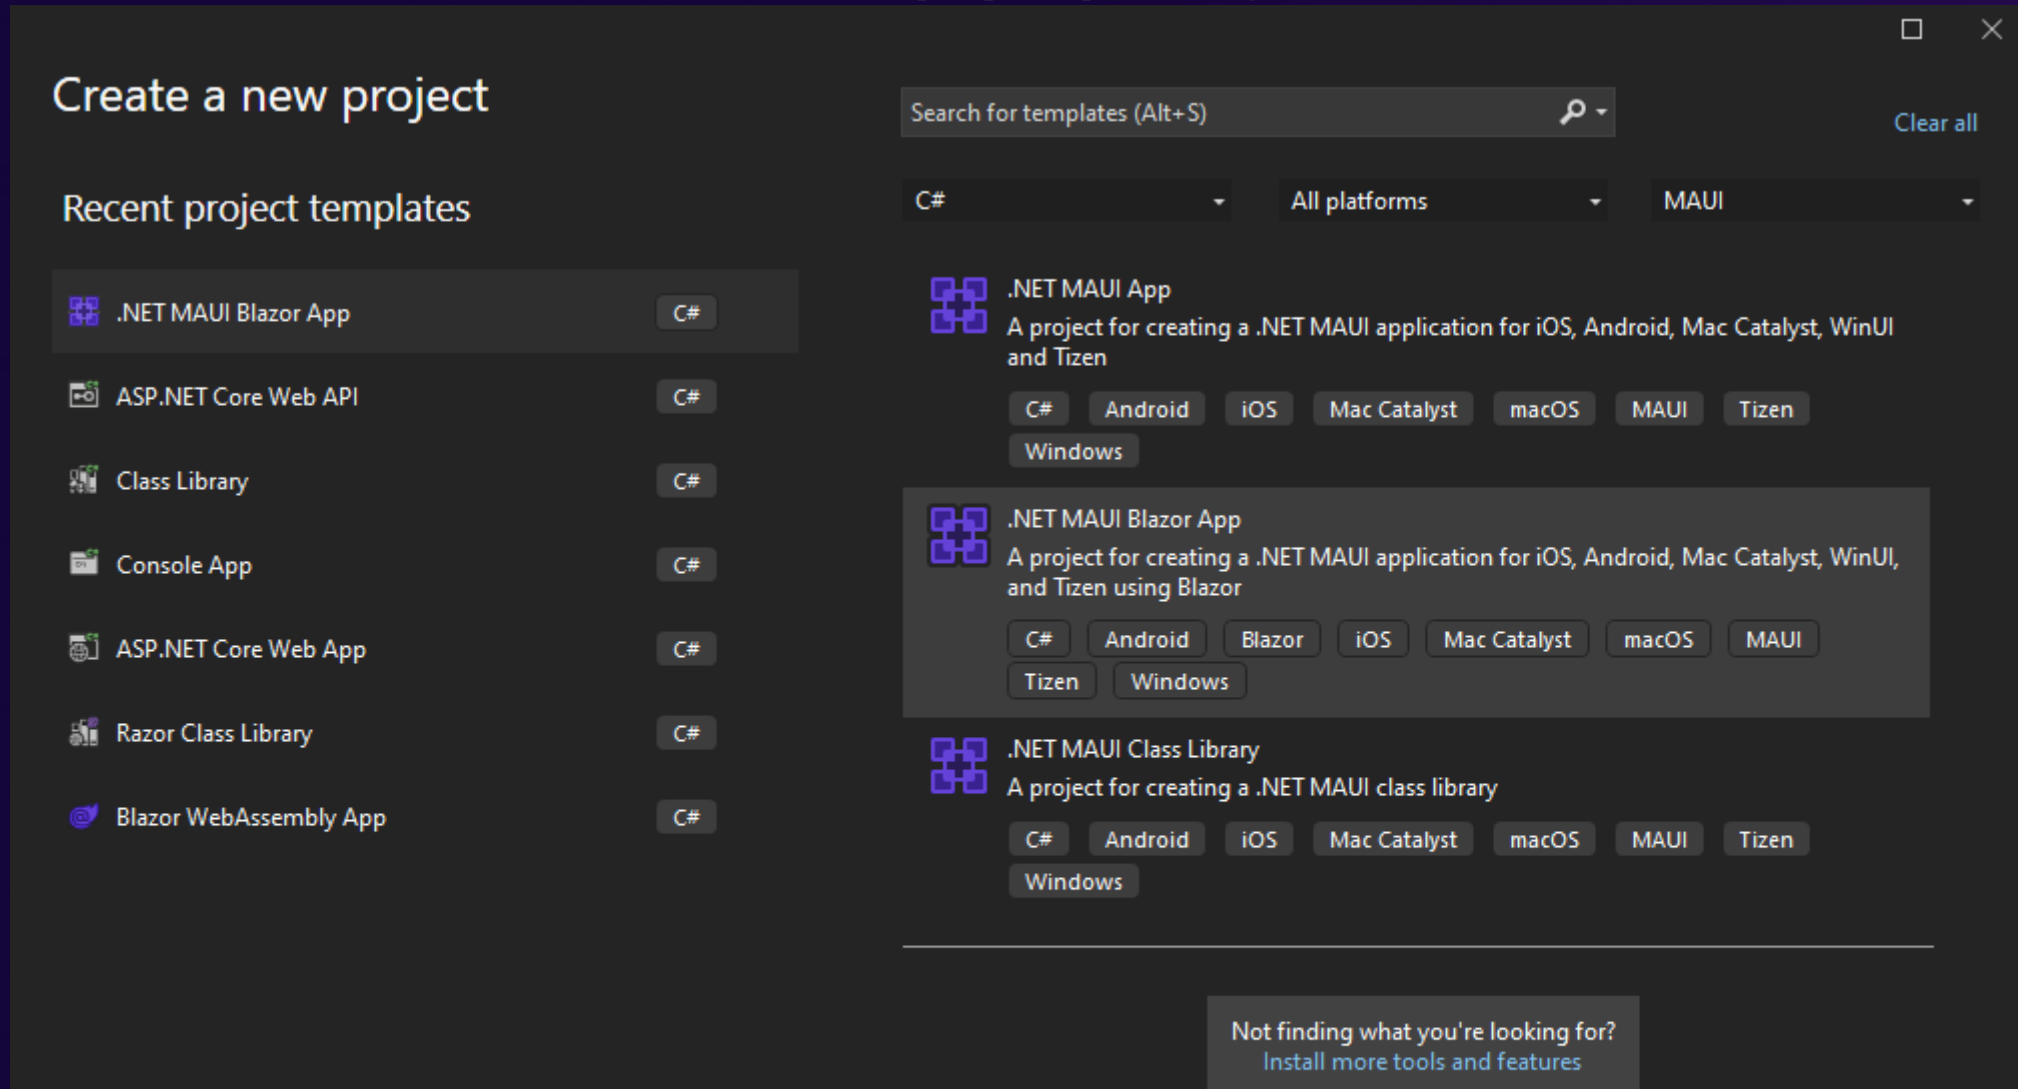 Create a new project
Search for templates (Alt+S)
Clear all
Recent project templates
C#
All platforms
MAUI
.NET MAUI Blazor App
C#
ASP.NET Core Web API
C#
Class Library
C#
Console App
C#
ASP.NET Core Web App
C#
Razor Class Library
C#
Blazor WebAssembly App
C#
.NET MAUI App
A project for creating a .NET MAUI application for iOS, Android, Mac Catalyst, WinUI
and Tizen
C# Android iOS Mac Catalyst macOS MAUI Tizen
Windows
.NET MAUI Blazor App
A project for creating a .NET MAUI application for iOS, Android, Mac Catalyst, WinUI,
and Tizen using Blazor
C# Android Blazor iOS Mac Catalyst macOS MAUI
Tizen Windows
.NET MAUI Class Library
A project for creating a .NET MAUI class library
C# Android iOS Mac Catalyst macOS MAUI Tizen
Windows
Not finding what you're looking for?
Install more tools and features